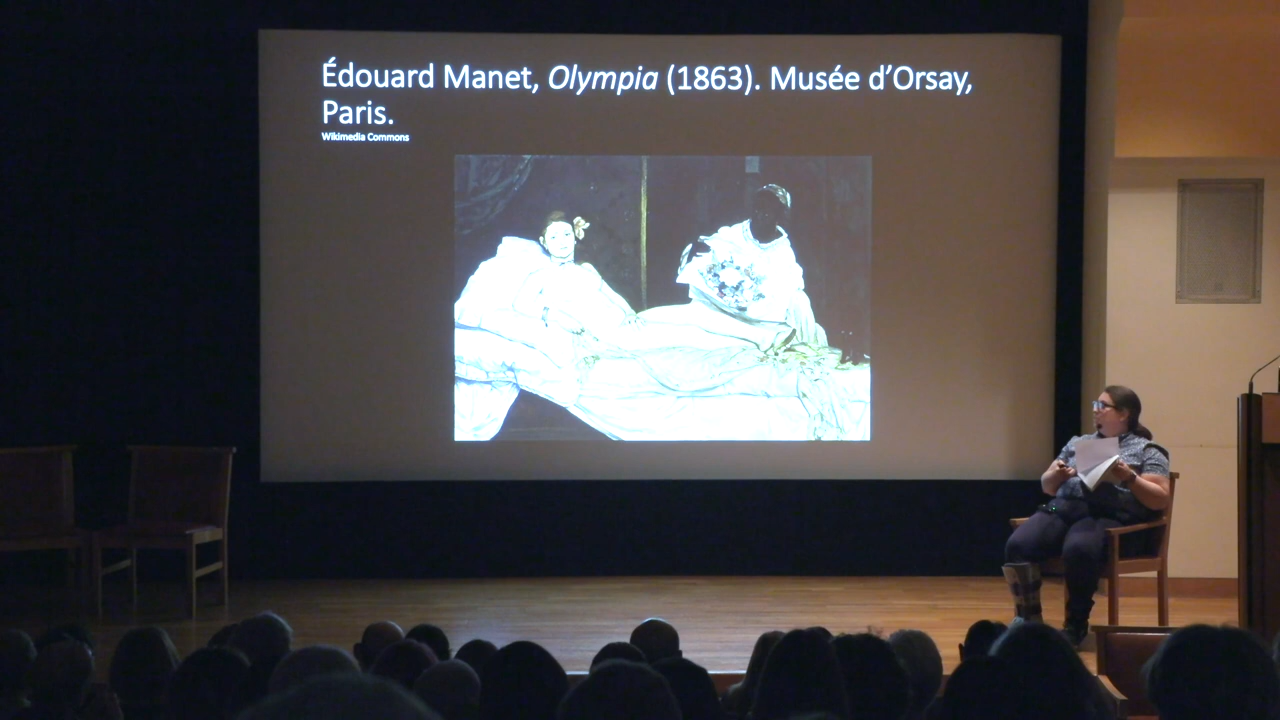 Édouard Manet, Olympia (1863). Musée d’Orsay,
Paris.
Wikimedia Commons